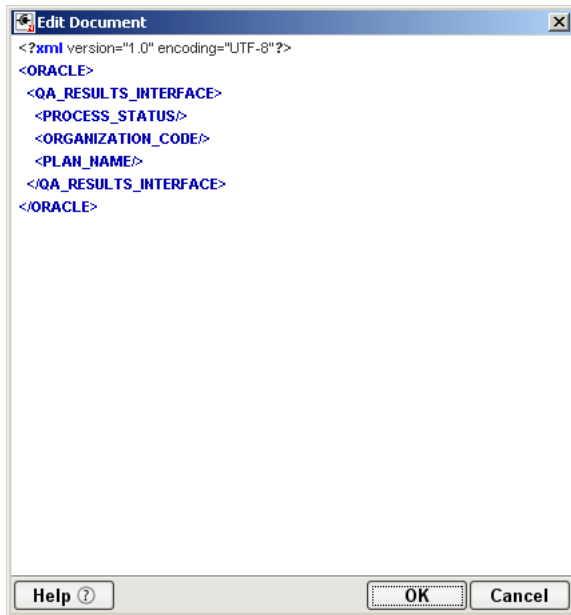 Edit Document
<?xml version="1.0" encoding="UTF-8"?>
<ORACLE>
<QA_RESULTS_INTERFACE>
<PROCESS_STATUS/>
<ORGANIZATION_CODE/>
<PLAN_NAME/>
</QA_RESULTS_INTERFACE>
</ORACLE>
Help ? OK Cancel